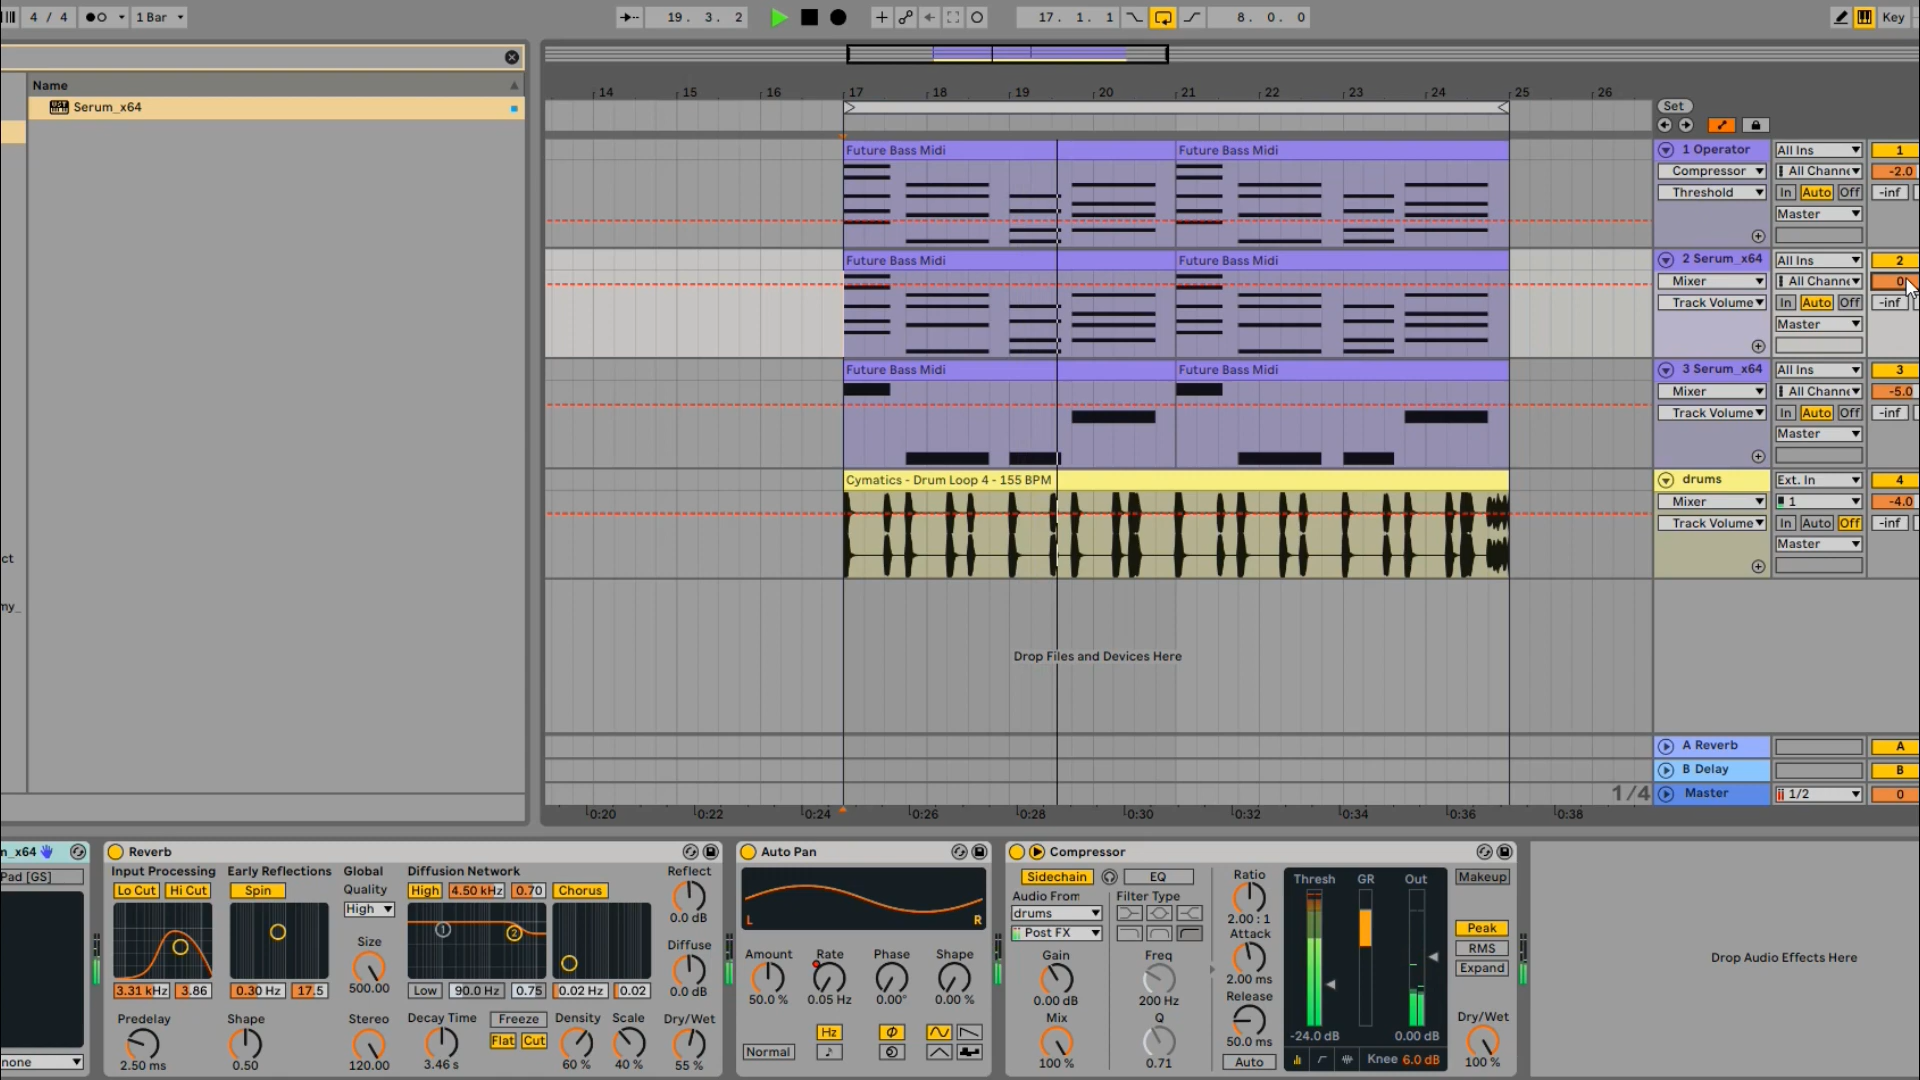 4 / 4 1 Bar 19. 3. 2 17. 1. 1 8. 0. 0 Key
Name
Serum_x64
ct
my_
14 15 16 17 18 19 20 21 22 23 24 25 26
Set
Future Bass Midi Future Bass Midi 1 Operator All Ins 1
Compressor All Channe -2.0
Threshold In Auto Off -inf
Master
Future Bass Midi Future Bass Midi 2 Serum_x64 All Ins 2
Mixer All Channe 0
Track Volume In Auto Off -inf
Master
Future Bass Midi Future Bass Midi 3 Serum_x64 All Ins 3
Mixer All Channe -5.0
Track Volume In Auto Off -inf
Master
Cymatics - Drum Loop 4 - 155 BPM drums Ext. In 4
Mixer 1 -4.0
Track Volume In Auto Off -inf
Master
Drop Files and Devices Here
A Reverb A
B Delay B
1/4 Master 1/2 0
0:20 0:22 0:24 0:26 0:28 0:30 0:32 0:34 0:36 0:38
m_x64
Pad [GS]
none
Reverb
Input Processing Early Reflections Global Diffusion Network Reflect
Lo Cut Hi Cut Spin Quality High 4.50 kHz 0.70 Chorus
High 0.0 dB
1 2
Size Diffuse
500.00 0.0 dB
3.31 kHz 3.86 0.30 Hz 17.5 Low 90.0 Hz 0.75 0.02 Hz 0.02
Predelay Shape Stereo Decay Time Freeze Density Scale Dry/Wet
Flat Cut
2.50 ms 0.50 120.00 3.46 s 60 % 40 % 55 %
Auto Pan
L R
Amount Rate Phase Shape
50.0 % 0.05 Hz 0.00° 0.00 %
Hz
Normal
Compressor
Sidechain EQ
Audio From Filter Type
drums
Post FX
Gain Freq
0.00 dB 200 Hz
Mix Q
100 % 0.71
Ratio
2.00 : 1
Attack
2.00 ms
Release
50.0 ms
Auto
Thresh GR Out
-24.0 dB 0.00 dB
Knee 6.0 dB
Makeup
Peak
RMS
Expand
Dry/Wet
100 %
Drop Audio Effects Here